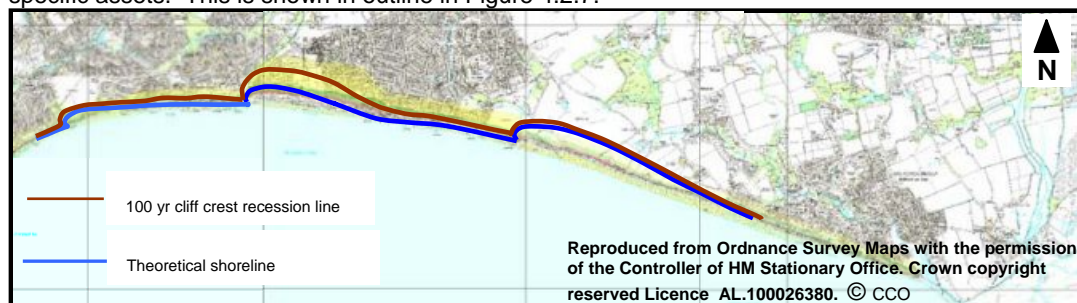 specific assets. This is shown in outline in Figure 4.2.7.
N
100 yr cliff crest recession line
Theoretical shoreline
Reproduced from Ordnance Survey Maps with the permission
of the Controller of HM Stationary Office. Crown copyright
reserved Licence AL.100026380. © CCO